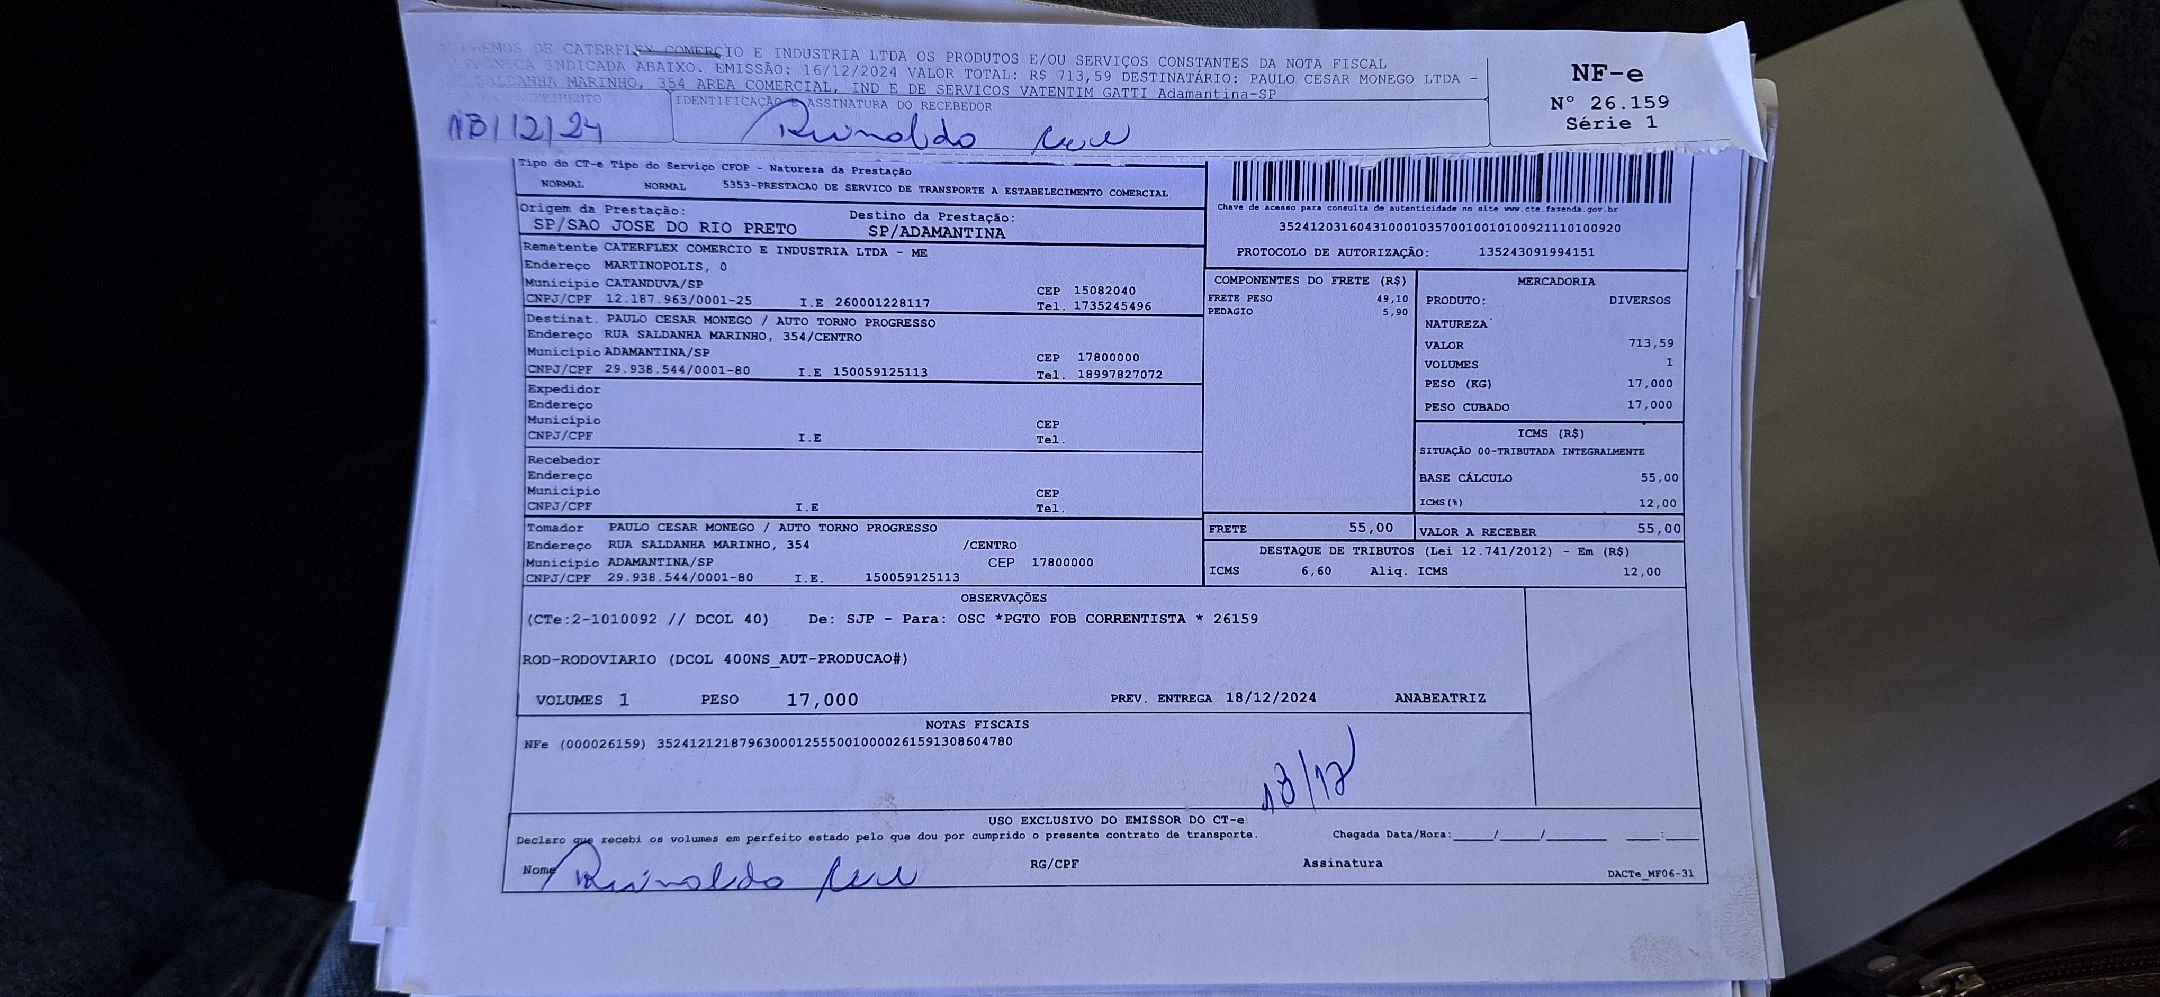 DE CATERFLEX COMERCIO E INDUSTRIA LTDA OS PRODUTOS E/OU SERVIÇOS CONSTANTES DA NOTA FISCAL
INDICADA ABAIXO. EMISSÃO: 16/12/2024 VALOR TOTAL: R$ 713,59 DESTINATÁRIO: PAULO CESAR MONEGO LTDA -
SALDANHA MARINHO, 354 AREA COMERCIAL, IND E DE SERVICOS VATENTIM GATTI Adamantina-SP
IDENTIFICAÇÃO E ASSINATURA DO RECEBEDOR
/12/24 Reinaldo
NF-e
Nº 26.159
Série 1
Tipo do CT-e Tipo do Serviço CFOP - Natureza da Prestação
NORMAL NORMAL 5353-PRESTACAO DE SERVICO DE TRANSPORTE A ESTABELECIMENTO COMERCIAL
Origem da Prestação: Destino da Prestação:
SP/SAO JOSE DO RIO PRETO SP/ADAMANTINA
Remetente CATERFLEX COMERCIO E INDUSTRIA LTDA - ME
Endereço MARTINOPOLIS, 0
Município CATANDUVA/SP CEP 15082040
CNPJ/CPF 12.187.963/0001-25 I.E 260001228117 Tel. 1735245496
Destinat. PAULO CESAR MONEGO / AUTO TORNO PROGRESSO
Endereço RUA SALDANHA MARINHO, 354/CENTRO
Município ADAMANTINA/SP CEP 17800000
CNPJ/CPF 29.938.544/0001-80 I.E 150059125113 Tel. 18997827072
Expedidor
Endereço
Município CEP
CNPJ/CPF I.E Tel.
Recebedor
Endereço
Município CEP
CNPJ/CPF I.E Tel.
Tomador PAULO CESAR MONEGO / AUTO TORNO PROGRESSO
Endereço RUA SALDANHA MARINHO, 354 /CENTRO
Município ADAMANTINA/SP CEP 17800000
CNPJ/CPF 29.938.544/0001-80 I.E. 150059125113
Chave de acesso para consulta de autenticidade no site www.cte.fazenda.gov.br
35241203160431000103570010010100921110100920
PROTOCOLO DE AUTORIZAÇÃO: 135243091994151
COMPONENTES DO FRETE (R$)
FRETE PESO 49,10
PEDAGIO 5,90
MERCADORIA
PRODUTO: DIVERSOS
NATUREZA
VALOR 713,59
VOLUMES 1
PESO (KG) 17,000
PESO CUBADO 17,000
ICMS (R$)
SITUAÇÃO 00-TRIBUTADA INTEGRALMENTE
BASE CÁLCULO 55,00
ICMS(%) 12,00
FRETE 55,00 VALOR A RECEBER 55,00
DESTAQUE DE TRIBUTOS (Lei 12.741/2012) - Em (R$)
ICMS 6,60 Aliq. ICMS 12,00
OBSERVAÇÕES
(CTe:2-1010092 // DCOL 40) De: SJP - Para: OSC *PGTO FOB CORRENTISTA * 26159
ROD-RODOVIARIO (DCOL 400NS_AUT-PRODUCAO#)
VOLUMES 1 PESO 17,000 PREV. ENTREGA 18/12/2024 ANABEATRIZ
NOTAS FISCAIS
NFe (000026159) 35241212187963000125550010000261591308604780
18/12
USO EXCLUSIVO DO EMISSOR DO CT-e
Declaro que recebi os volumes em perfeito estado pelo que dou por cumprido o presente contrato de transporte. Chegada Data/Hora:____/____/______ ____:____
Nome Reinaldo RG/CPF Assinatura
DACTe_MF06-31